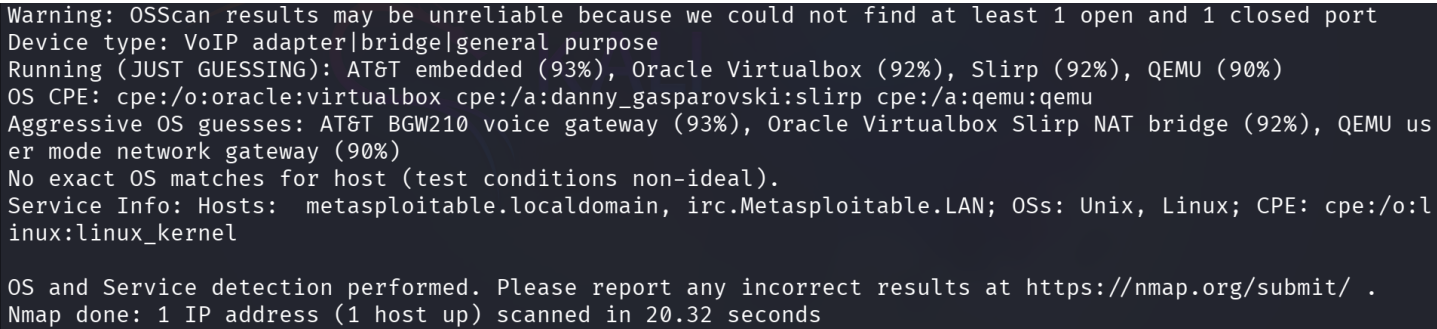 Warning: OSScan results may be unreliable because we could not find at least 1 open and 1 closed port
Device type: VoIP adapter|bridge|general purpose
Running (JUST GUESSING): AT&T embedded (93%), Oracle Virtualbox (92%), Slirp (92%), QEMU (90%)
OS CPE: cpe:/o:oracle:virtualbox cpe:/a:danny_gasparovski:slirp cpe:/a:qemu:qemu
Aggressive OS guesses: AT&T BGW210 voice gateway (93%), Oracle Virtualbox Slirp NAT bridge (92%), QEMU us
er mode network gateway (90%)
No exact OS matches for host (test conditions non-ideal).
Service Info: Hosts:  metasploitable.localdomain, irc.Metasploitable.LAN; OSs: Unix, Linux; CPE: cpe:/o:l
inux:linux_kernel

OS and Service detection performed. Please report any incorrect results at https://nmap.org/submit/ .
Nmap done: 1 IP address (1 host up) scanned in 20.32 seconds